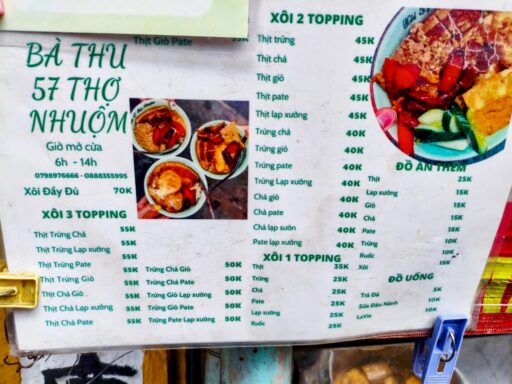 BÀ THU
57 THỢ
NHUỘM
Giờ mở cửa
6h - 14h
0798976666 - 0888355995
Xôi Đầy Đủ 70K
XÔI 3 TOPPING
Thịt Trứng Chả 55K
Thịt Trứng Lạp xưởng 55K
Thịt Trứng Pate 55K
Thịt Trứng Giò 55K
Thịt Chả Giò 55K
Thịt Chả Lạp xưởng 55K
Thịt Chả Pate 55K
Thịt Giò Pate
Trứng Chả Giò 50K
Trứng Chả Pate 50K
Trứng Giò Lạp xưởng 50K
Trứng Giò Pate 50K
Trứng Pate Lạp xưởng 50K
XÔI 2 TOPPING
Thịt trứng 45K
Thịt chả 45K
Thịt giò 45K
Thịt pate 45K
Thịt lạp xưởng 45K
Trứng chả 40K
Trứng giò 40K
Trứng pate 40K
Trứng Lạp xưởng 40K
Chả giò 40K
Chả pate 40K
Chả lạp sườn 40K
Pate lạp xưởng 40K
XÔI 1 TOPPING
Thịt 35K
Trứng 25K
Chả 25K
Pate 25K
Lạp xưởng 25K
Ruốc 25K
ĐỒ ĂN THÊM
Thịt 25K
Lạp xưởng 15K
Giò 15K
Chả 15K
Pate 15K
Trứng 10K
Ruốc 10K
Xôi 15K
ĐỒ UỐNG
Trà Đá 5K
Sữa Đậu Nành 10K
LaVie 10K